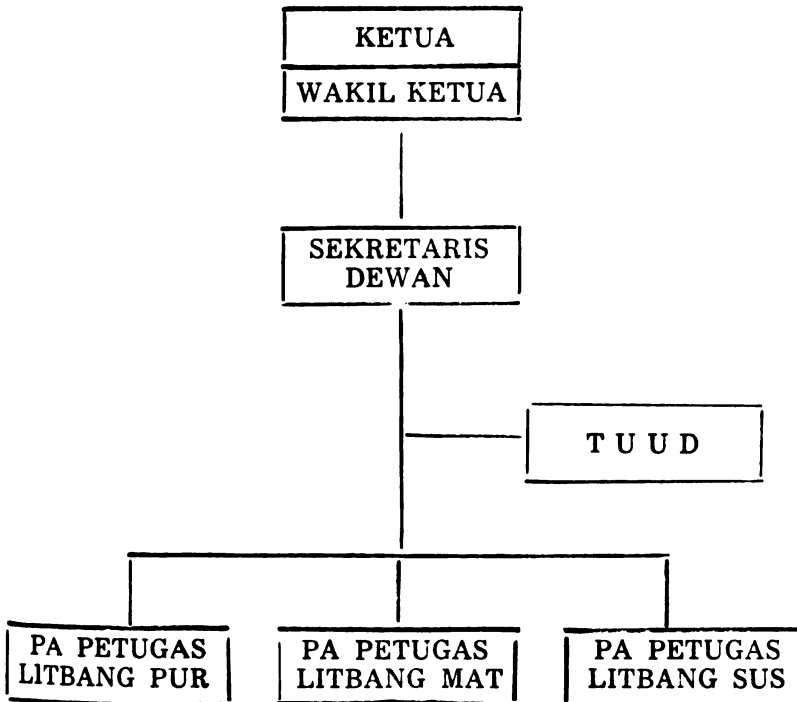 KETUA
WAKIL KETUA
SEKRETARIS
DEWAN
T U U D
PA PETUGAS
LITBANG PUR
PA PETUGAS
LITBANG MAT
PA PETUGAS
LITBANG SUS